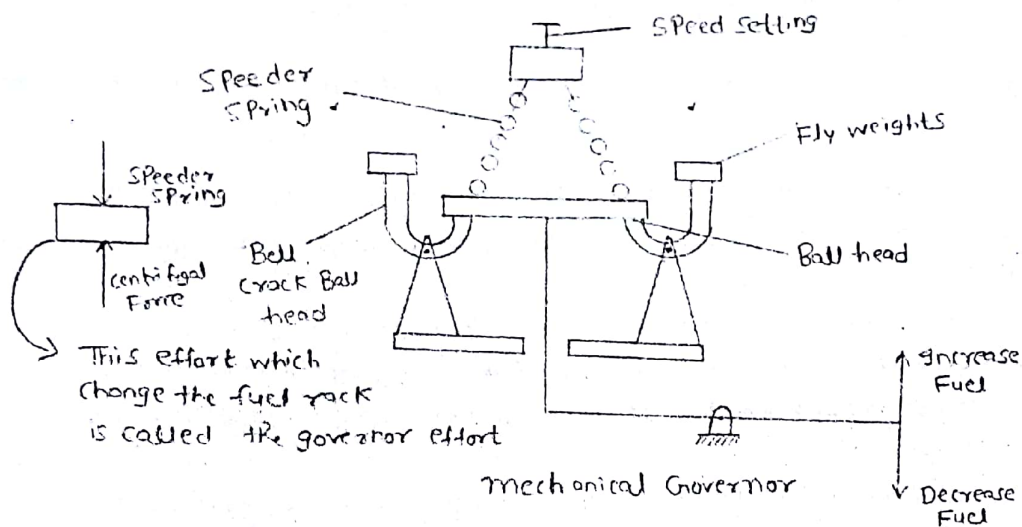 SPeed setting
SPeeder
SPring
Fly weights
SPeeder
SPring
Bell
Crack Ball
head
Ball head
Centrifugal
Force
This effort which
Change the fuel rack
is called the governor effort
Increase
Fuel
mechanical Governor
Decrease
Fuel